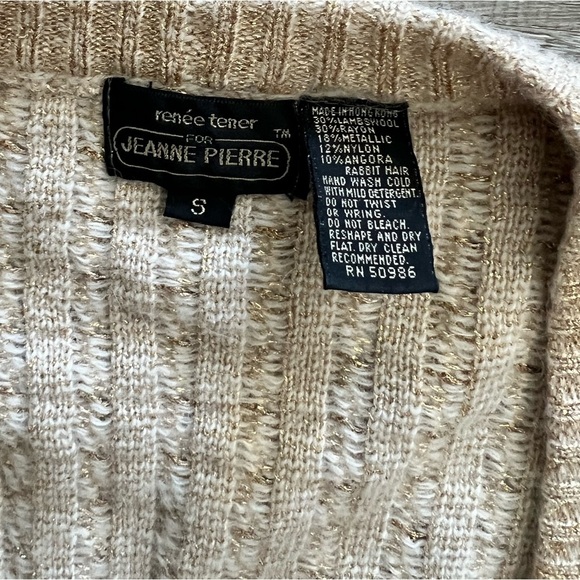 renée tener
FOR
JEANNE PIERRE™
S
MADE IN HONG KONG
30% LAMBSWOOL
30% RAYON
18% METALLIC
12% NYLON
10% ANGORA
RABBIT HAIR
HAND WASH COLD
WITH MILD DETERGENT.
DO NOT TWIST
OR WRING.
DO NOT BLEACH.
RESHAPE AND DRY
FLAT. DRY CLEAN
RECOMMENDED.
RN 50986